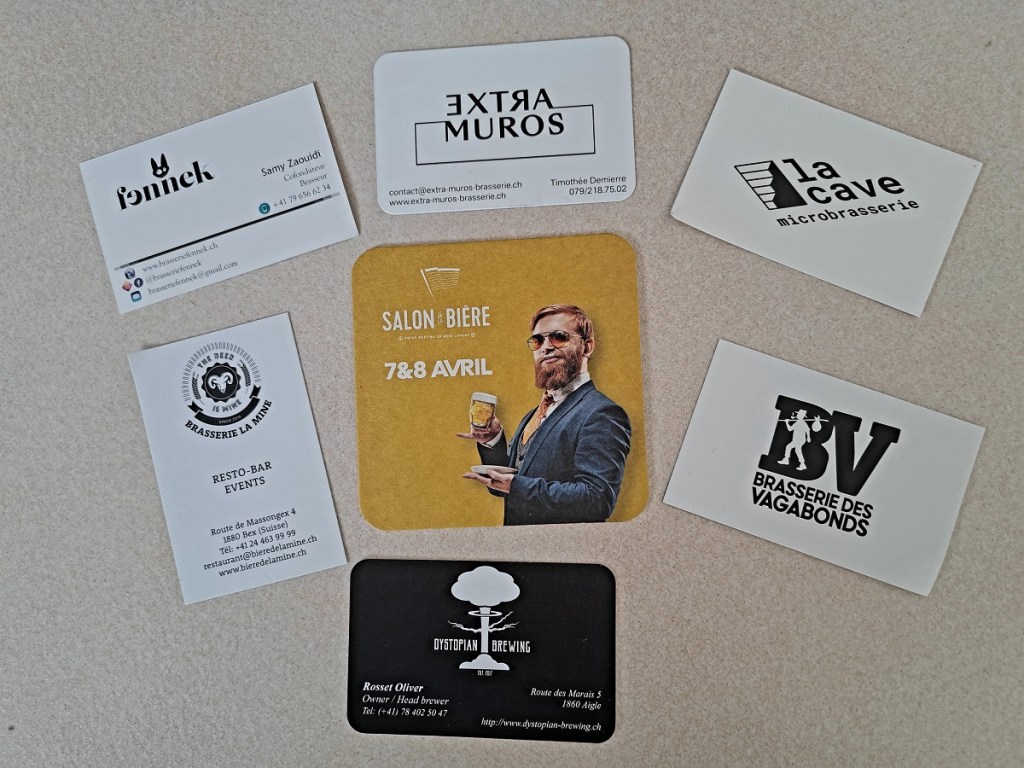 fennek
Samy Zaouidi
Cofondateur
Brasseur
+41 79 656 62 34
www.brasseriefennek.ch
@brasseriefennek
brasseriefennek@gmail.com
EXTRA
MUROS
contact@extra-muros-brasserie.ch
www.extra-muros-brasserie.ch
Timothée Demierre
079/218.75.02
la
cave
microbrasserie
THE BEER
IS MINE
BRASSERIE LA MINE
RESTO-BAR
EVENTS
Route de Massongex 4
1880 Bex (Suisse)
Tél: +41 24 463 99 99
restaurant@bieredelamine.ch
www.bieredelamine.ch
SALON BIÈRE
7&8 AVRIL
BV
BRASSERIE DES
VAGABONDS
DYSTOPIAN BREWING
Rosset Oliver
Owner / Head brewer
Tel: (+41) 78 402 50 47
Route des Marais 5
1860 Aigle
http://www.dystopian-brewing.ch